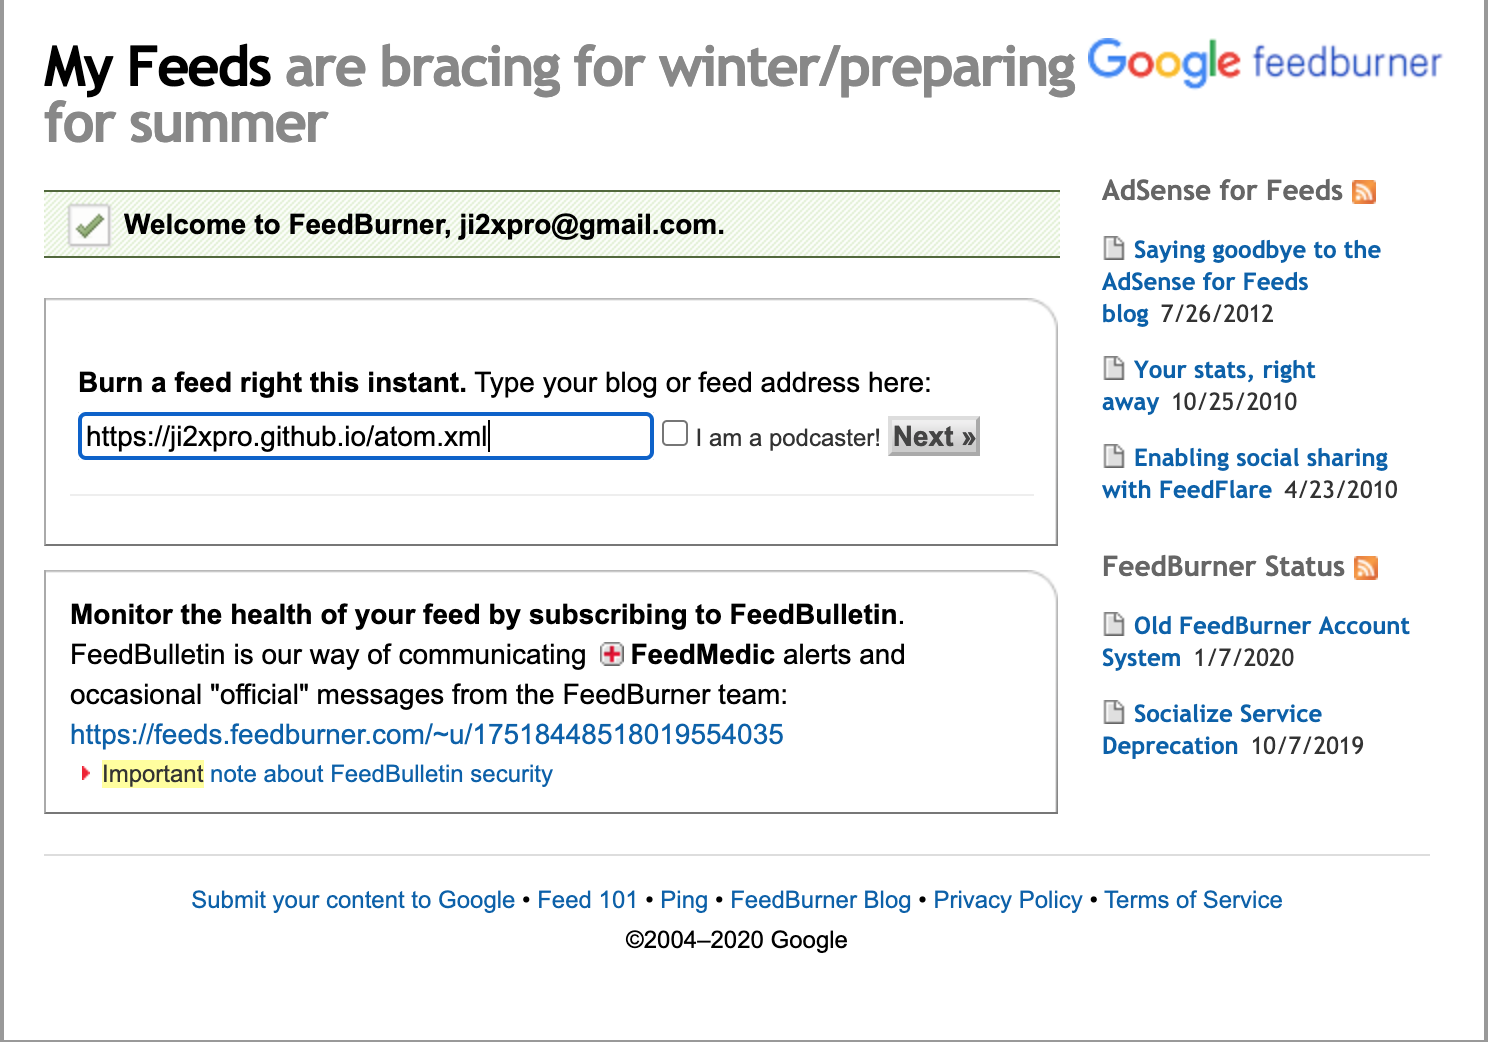 My Feeds are bracing for winter/preparing
for summer
Google feedburner
Welcome to FeedBurner, ji2xpro@gmail.com.
Burn a feed right this instant. Type your blog or feed address here:
https://ji2xpro.github.io/atom.xml
I am a podcaster!
Next »
Monitor the health of your feed by subscribing to FeedBulletin.
FeedBulletin is our way of communicating FeedMedic alerts and
occasional "official" messages from the FeedBurner team:
https://feeds.feedburner.com/~u/17518448518019554035
Important note about FeedBulletin security
AdSense for Feeds
Saying goodbye to the
AdSense for Feeds
blog 7/26/2012
Your stats, right
away 10/25/2010
Enabling social sharing
with FeedFlare 4/23/2010
FeedBurner Status
Old FeedBurner Account
System 1/7/2020
Socialize Service
Deprecation 10/7/2019
Submit your content to Google • Feed 101 • Ping • FeedBurner Blog • Privacy Policy • Terms of Service
©2004–2020 Google